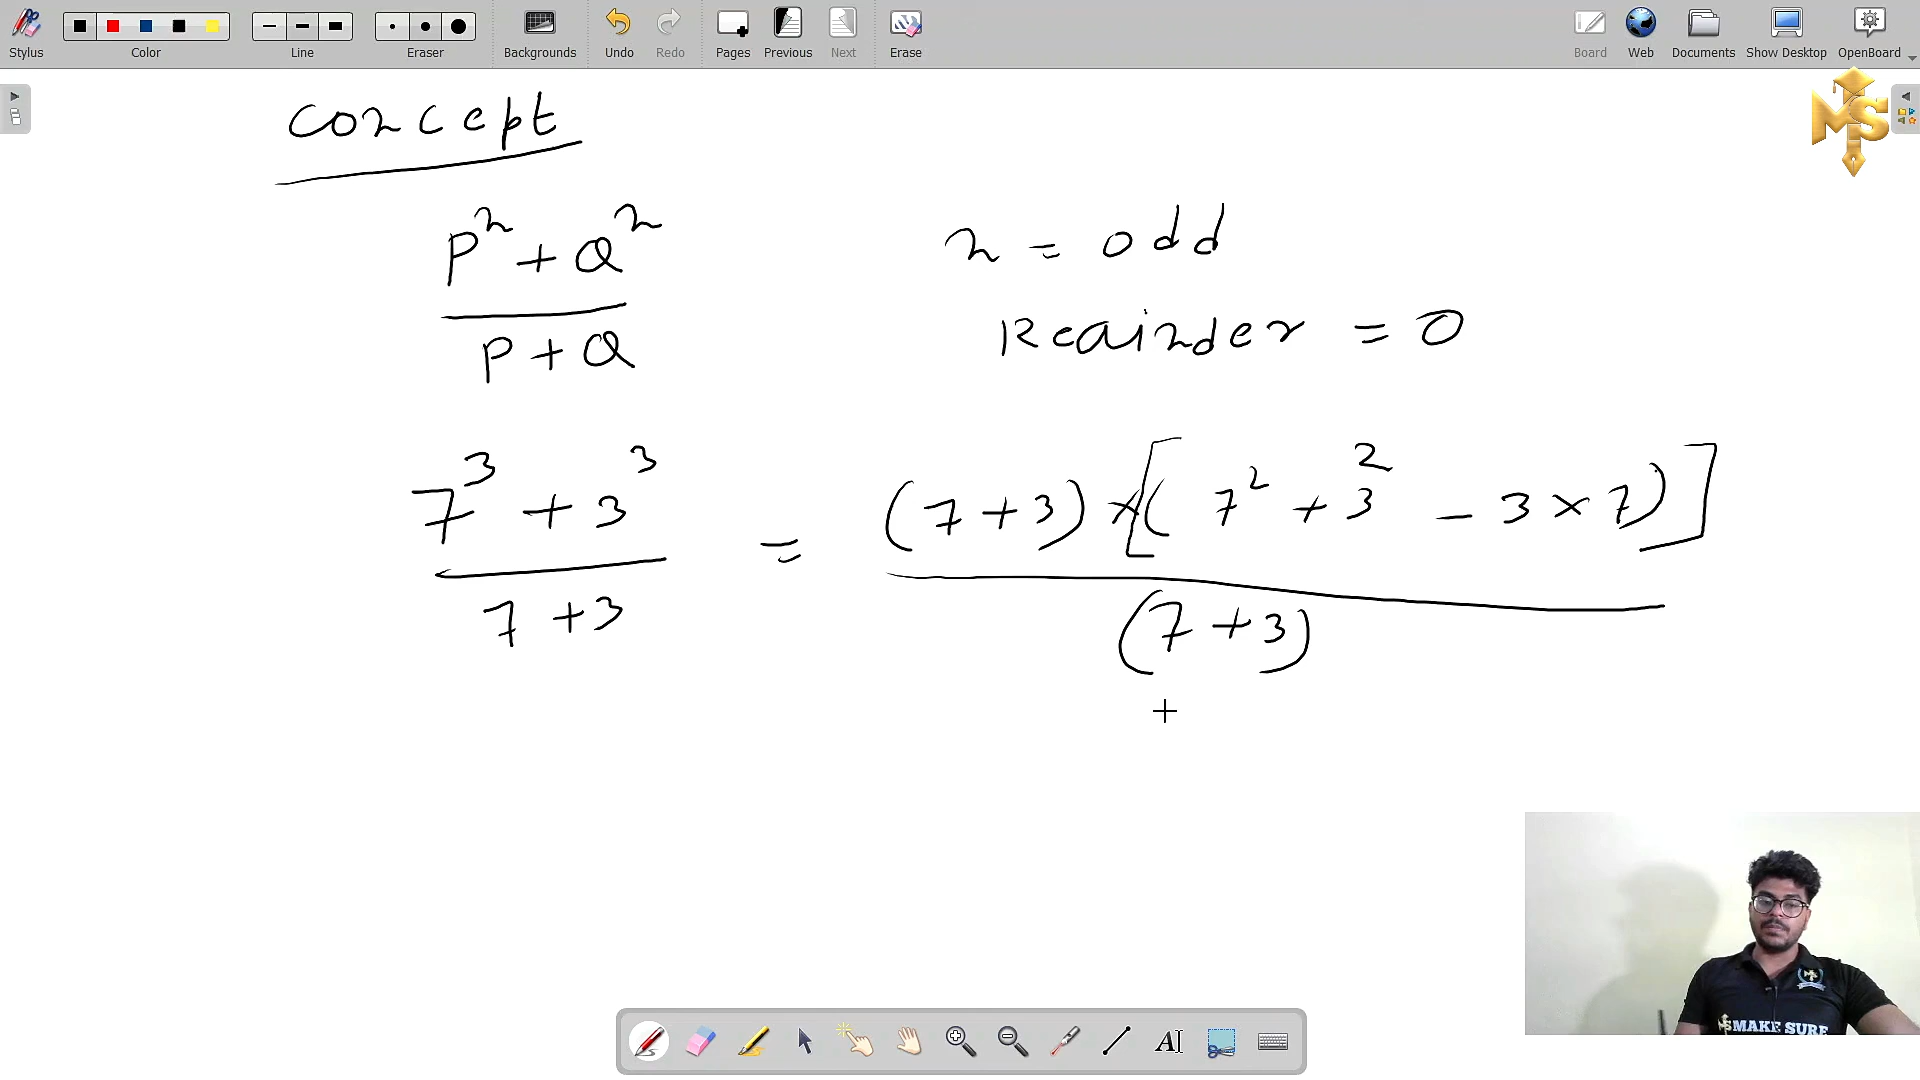 Stylus Color Line Eraser Backgrounds Undo Redo Pages Previous Next Erase Board Web Documents Show Desktop OpenBoard
MS
concept
P^n + Q^n
P + Q
n = odd
Reainder = 0
7^3 + 3^3
7 + 3
=
(7 + 3) × [(7^2 + 3^2 - 3 × 7)]
(7 + 3)
MAKE SURE